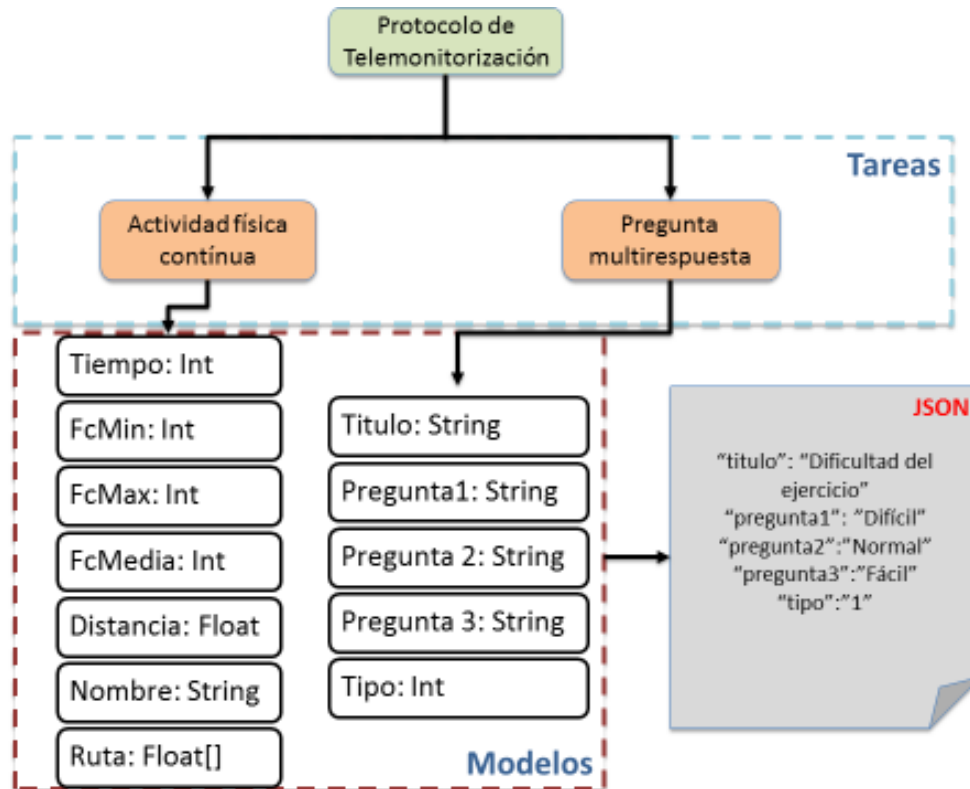 Protocolo de
Telemonitorización
Tareas
Actividad física
contínua
Pregunta
multirespuesta
Tiempo: Int
FcMin: Int
FcMax: Int
FcMedia: Int
Distancia: Float
Nombre: String
Ruta: Float[]
Titulo: String
Pregunta1: String
Pregunta 2: String
Pregunta 3: String
Tipo: Int
Modelos
JSON
“titulo”: “Dificultad del
ejercicio”
“pregunta1”: “Difícil”
“pregunta2”:”Normal”
“pregunta3”:”Fácil”
“tipo”:”1”